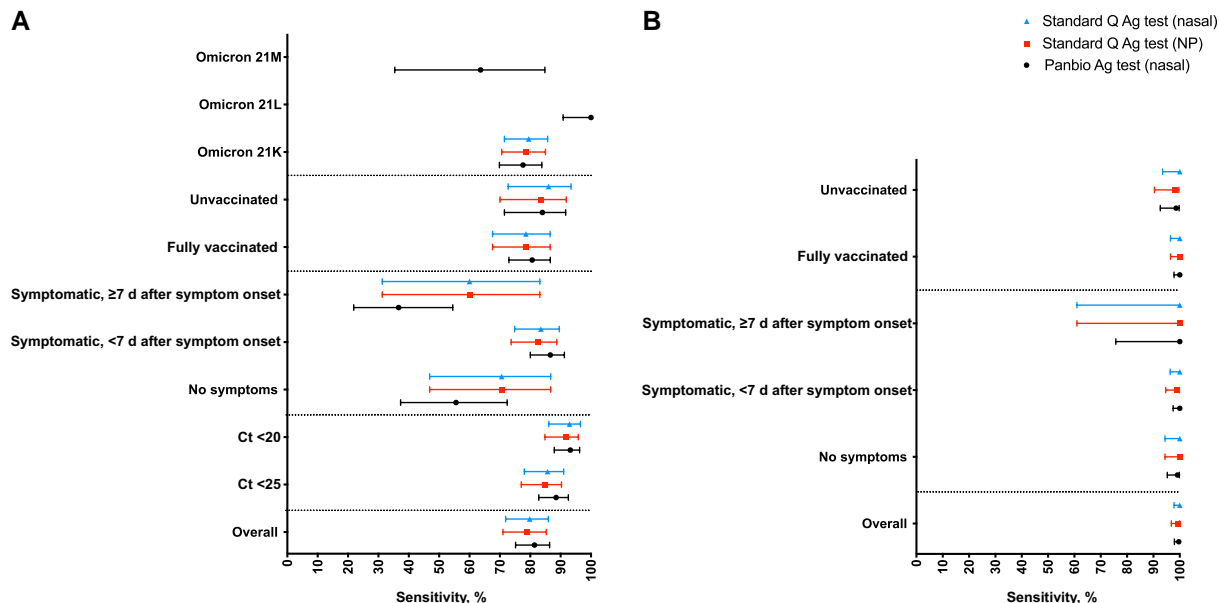 A
Omicron 21M
Omicron 21L
Omicron 21K
Unvaccinated
Fully vaccinated
Symptomatic, ≥7 d after symptom onset
Symptomatic, <7 d after symptom onset
No symptoms
Ct <20
Ct <25
Overall
0 10 20 30 40 50 60 70 80 90 100
Sensitivity, %
B
Standard Q Ag test (nasal)
Standard Q Ag test (NP)
Panbio Ag test (nasal)
Unvaccinated
Fully vaccinated
Symptomatic, ≥7 d after symptom onset
Symptomatic, <7 d after symptom onset
No symptoms
Overall
0 10 20 30 40 50 60 70 80 90 100
Sensitivity, %